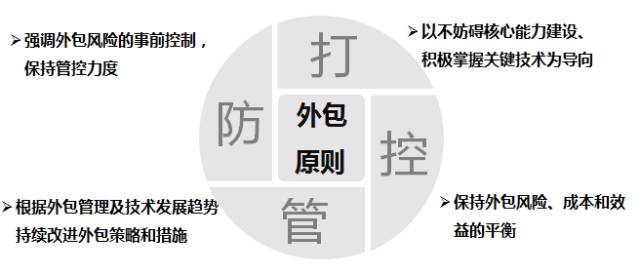 ➢强调外包风险的事前控制，
保持管控力度
➢以不妨碍核心能力建设、
积极掌握关键技术为导向
打
防
外包
原则
控
管
➢根据外包管理及技术发展趋势
持续改进外包策略和措施
➢保持外包风险、成本和效
益的平衡